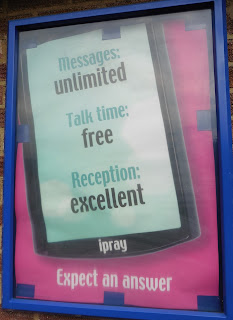 Messages:
unlimited
Talk time:
free
Reception:
excellent
ipray
Expect an answer